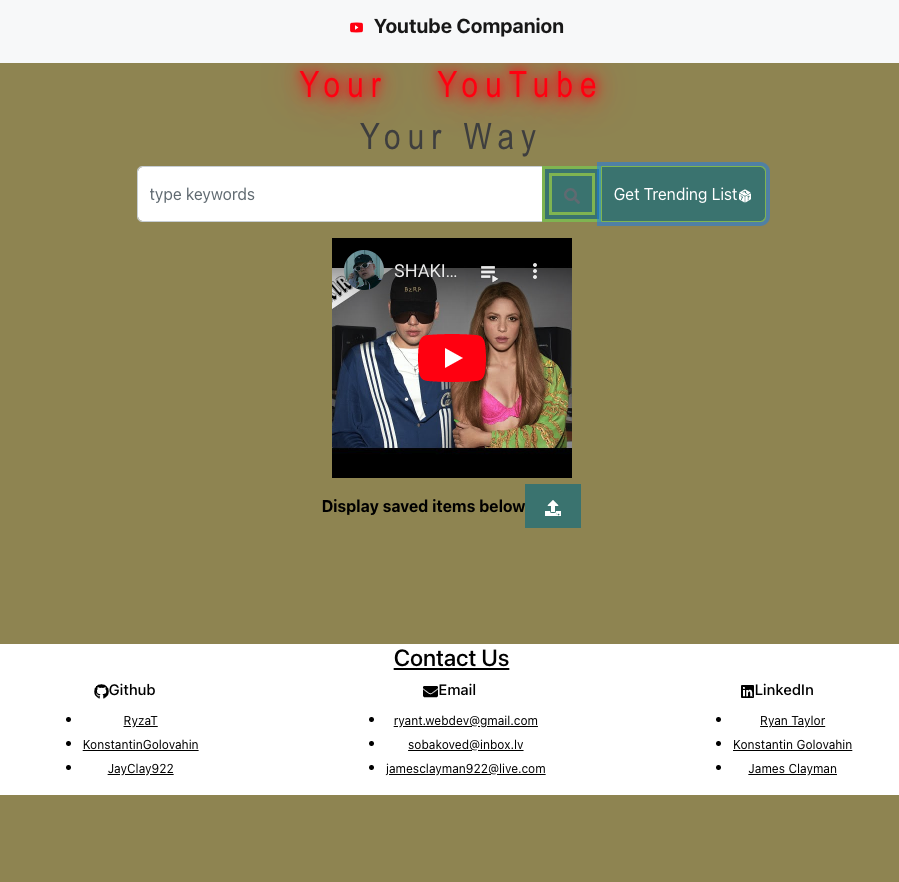 Youtube Companion
Your YouTube
Your Way
type keywords
Get Trending List
SHAKI...
Display saved items below
Contact Us
Github
Email
LinkedIn
RyzaT
ryant.webdev@gmail.com
Ryan Taylor
KonstantinGolovahin
sobakoved@inbox.lv
Konstantin Golovahin
JayClay922
jamesclayman922@live.com
James Clayman